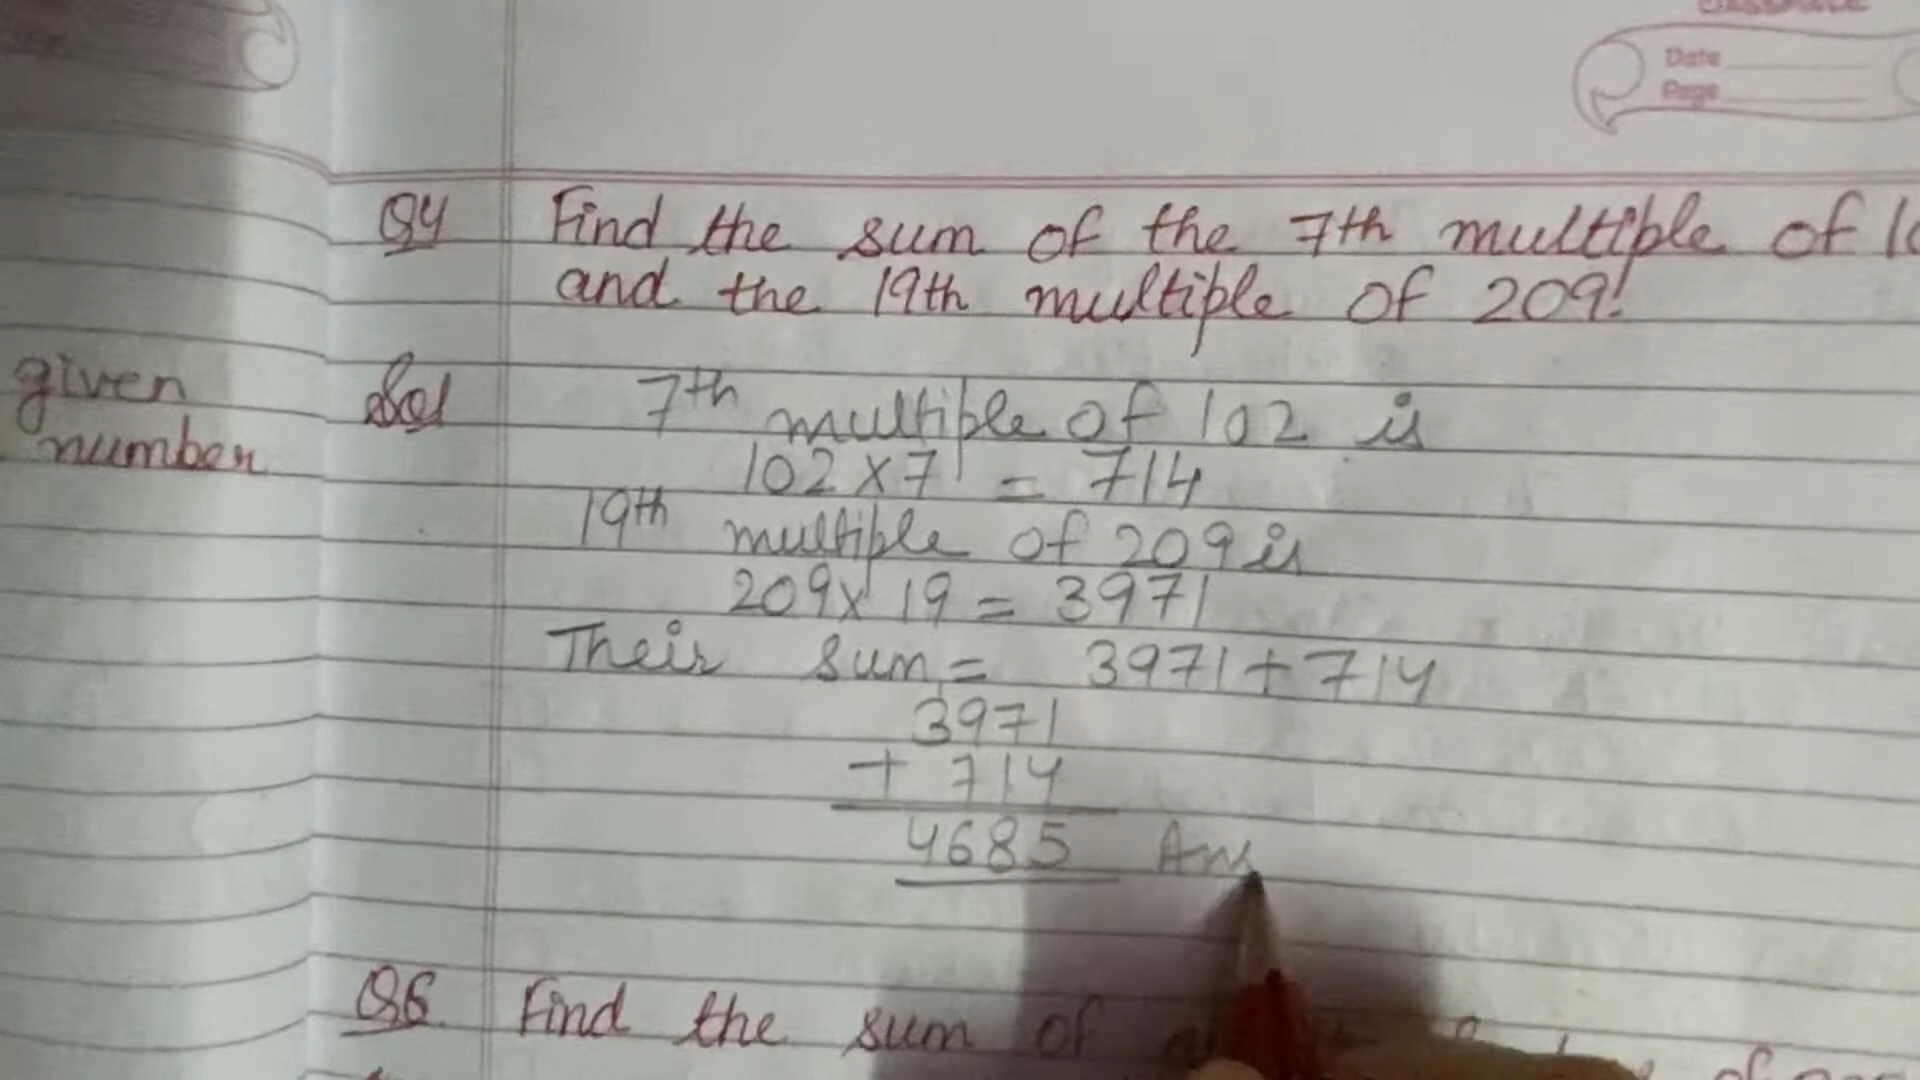 Date
Page
Q4 Find the sum of the 7th multiple of
and the 19th multiple of 209!
given
number
Sol 7th multiple of 102 is
102 x 7 = 714
19th multiple of 209 is
209 x 19 = 3971
Their sum = 3971 + 714
3971
+ 714
4685 Ans
Q6 Find the sum of